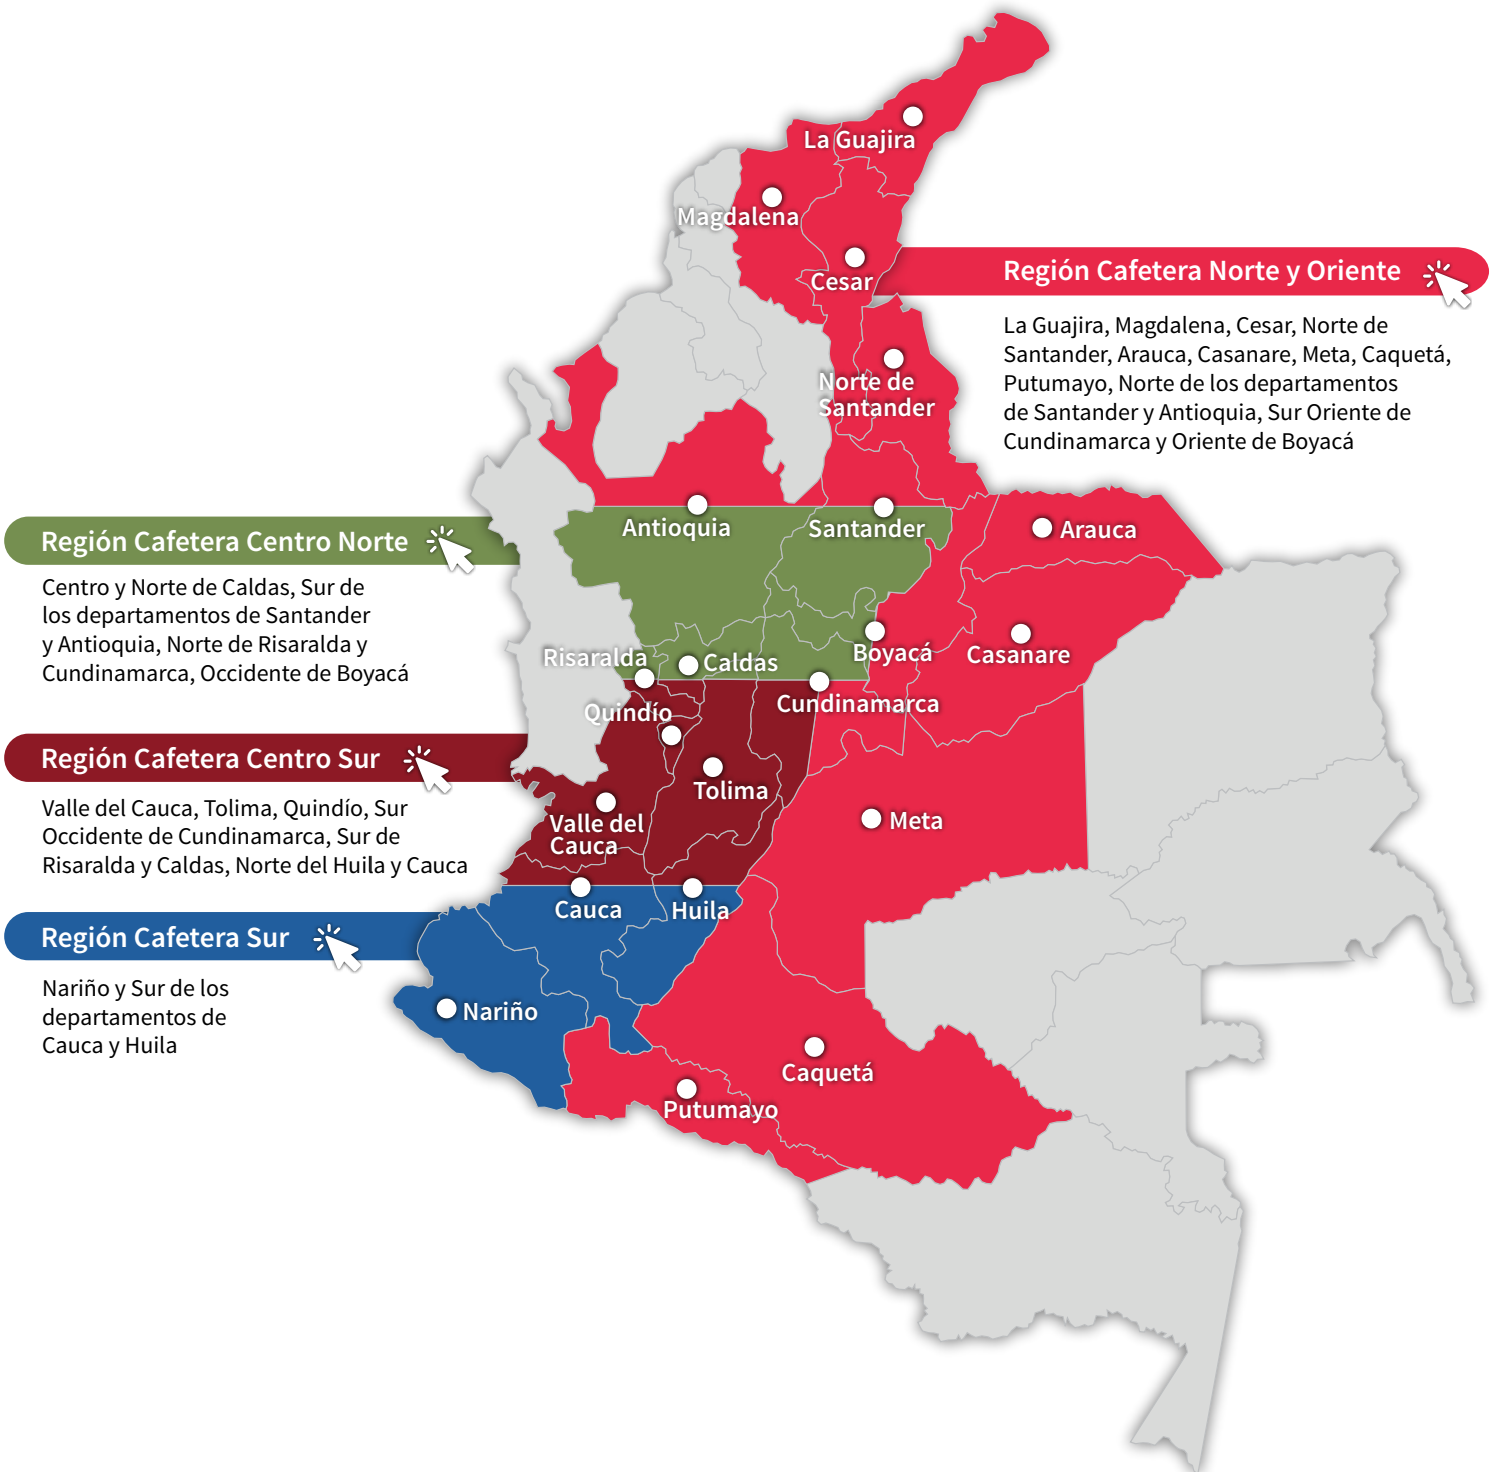 La Guajira
Magdalena
Cesar
Región Cafetera Norte y Oriente
La Guajira, Magdalena, Cesar, Norte de
Santander, Arauca, Casanare, Meta, Caquetá,
Putumayo, Norte de los departamentos
de Santander y Antioquia, Sur Oriente de
Cundinamarca y Oriente de Boyacá
Norte de
Santander
Antioquia
Santander
Arauca
Región Cafetera Centro Norte
Centro y Norte de Caldas, Sur de
los departamentos de Santander
y Antioquia, Norte de Risaralda y
Cundinamarca, Occidente de Boyacá
Risaralda
Caldas
Boyacá
Casanare
Quindío
Cundinamarca
Región Cafetera Centro Sur
Valle del Cauca, Tolima, Quindío, Sur
Occidente de Cundinamarca, Sur de
Risaralda y Caldas, Norte del Huila y Cauca
Tolima
Valle del
Cauca
Meta
Cauca
Huila
Región Cafetera Sur
Nariño y Sur de los
departamentos de
Cauca y Huila
Nariño
Caquetá
Putumayo